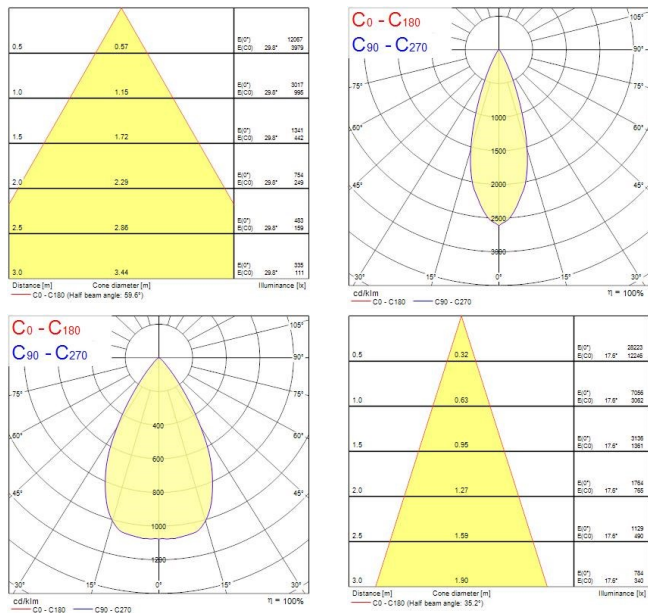 E(0°) 12067
0.5 0.57 E(C0) 29.8° 3979
E(0°) 3017
1.0 1.15 E(C0) 29.8° 995
E(0°) 1341
1.5 1.72 E(C0) 29.8° 442
E(0°) 754
2.0 2.29 E(C0) 29.8° 249
E(0°) 483
2.5 2.86 E(C0) 29.8° 159
E(0°) 335
3.0 3.44 E(C0) 29.8° 111
Distance [m] Cone diameter [m] Illuminance [lx]
C0 - C180 (Half beam angle: 59.6°)
C0 - C180
C90 - C270
105° 
90°
75° 75°
60° 60°
45° 45°
1000
1500
2000
2500
3000
30° 15° 0° 15° 30°
cd/klm η = 100%
C0 - C180 C90 - C270
C0 - C180
C90 - C270
105°
90°
75° 75°
60° 60°
45° 45°
400
600
800
1000
1200
30° 15° 0° 15° 30°
cd/klm η = 100%
C0 - C180 C90 - C270
E(0°) 28223
0.5 0.32 E(C0) 17.6° 12246
E(0°) 7056
1.0 0.63 E(C0) 17.6° 3062
E(0°) 3136
1.5 0.95 E(C0) 17.6° 1361
E(0°) 1764
2.0 1.27 E(C0) 17.6° 765
E(0°) 1129
2.5 1.59 E(C0) 17.6° 490
E(0°) 784
3.0 1.90 E(C0) 17.6° 340
Distance [m] Cone diameter [m] Illuminance [lx]
C0 - C180 (Half beam angle: 35.2°)